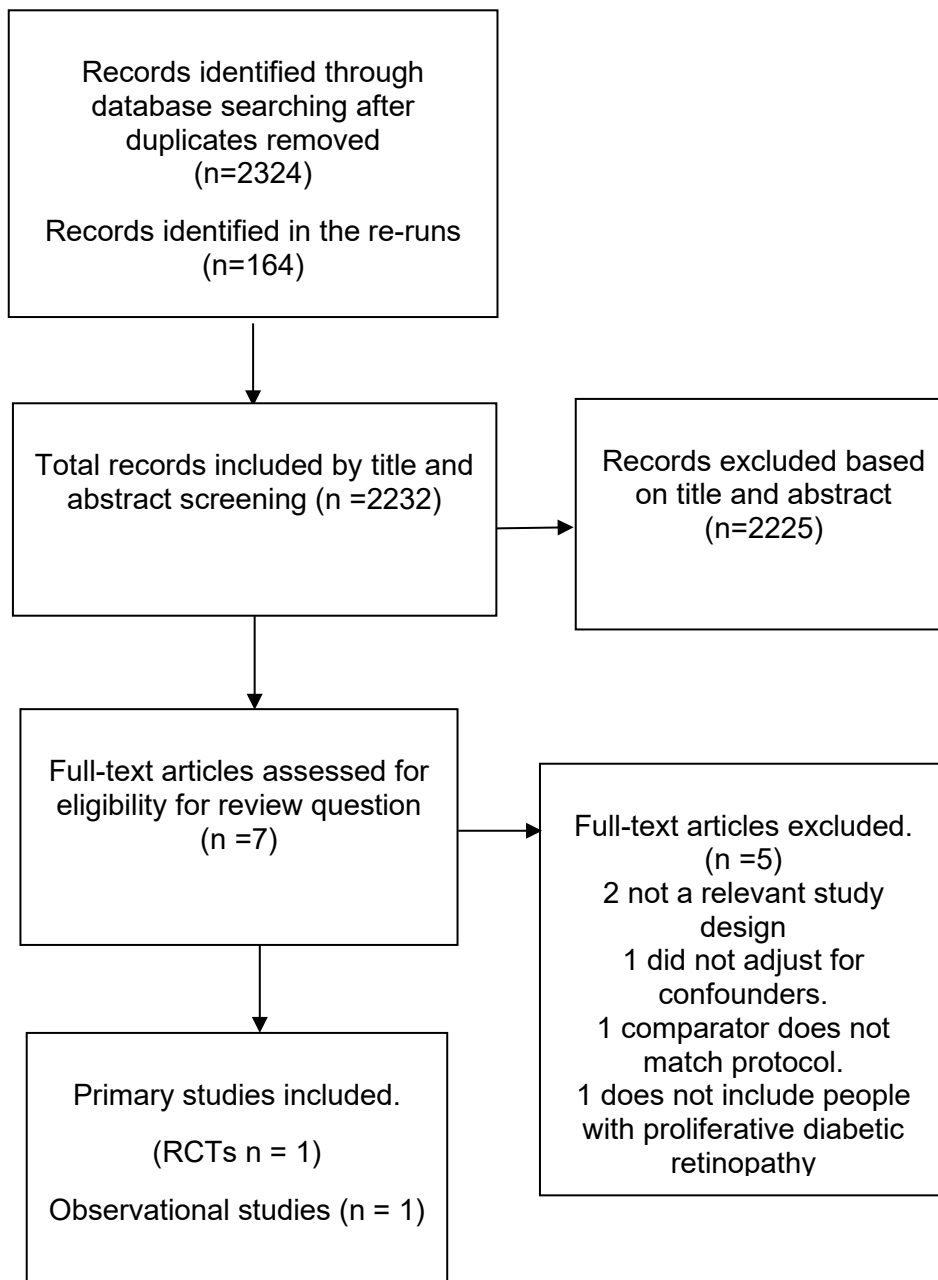 Records identified through
database searching after
duplicates removed
(n=2324)
Records identified in the re-runs
(n=164)
Total records included by title and
abstract screening (n =2232)
Records excluded based
on title and abstract
(n=2225)
Full-text articles assessed for
eligibility for review question
(n =7)
Full-text articles excluded.
(n =5)
2 not a relevant study
design
1 did not adjust for
confounders.
1 comparator does not
match protocol.
1 does not include people
with proliferative diabetic
retinopathy
Primary studies included.
(RCTs n = 1)
Observational studies (n = 1)